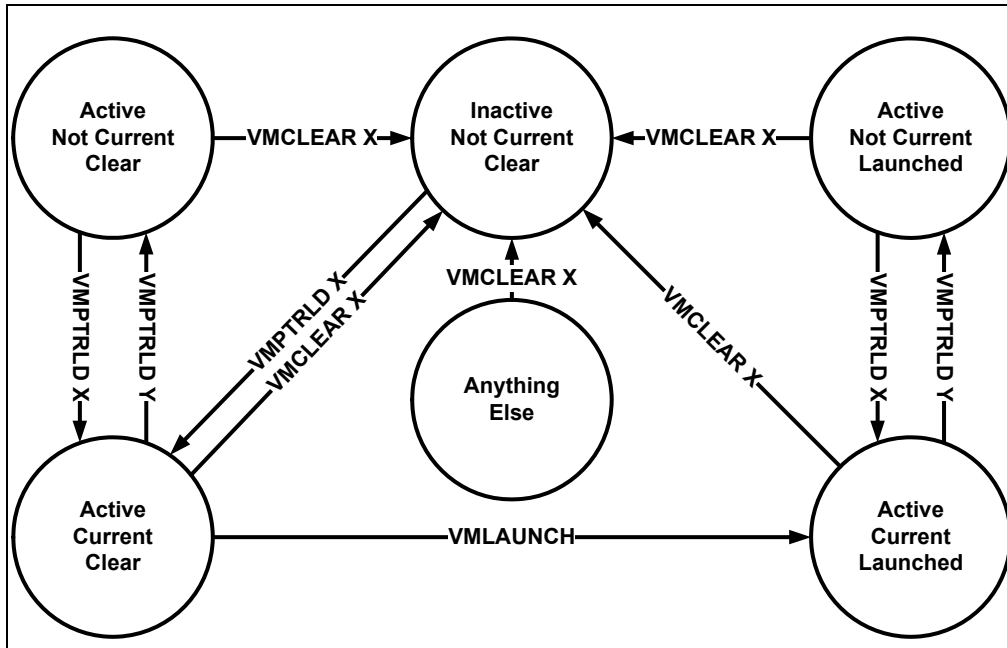 Active
Not Current
Clear
VMCLEAR X
Inactive
Not Current
Clear
VMCLEAR X
Active
Not Current
Launched
VMPTRLD X
VMPTRLD Y
VMPTRLD X
VMCLEAR X
VMCLEAR X
Anything
Else
VMCLEAR X
VMPTRLD X
VMPTRLD Y
Active
Current
Clear
VMLAUNCH
Active
Current
Launched